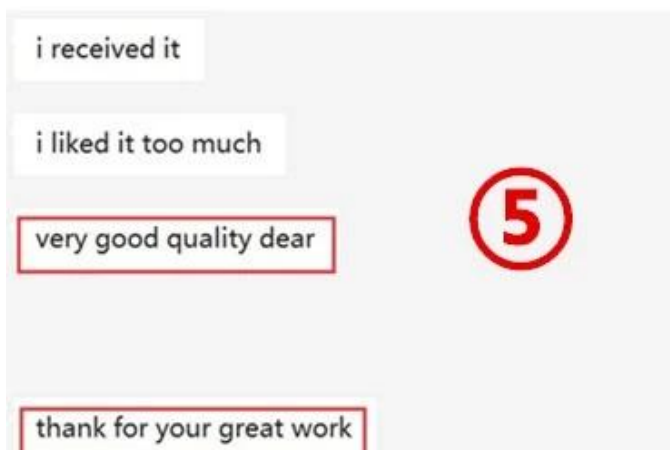 i received it
i liked it too much
very good quality dear
⑤
thank for your great work